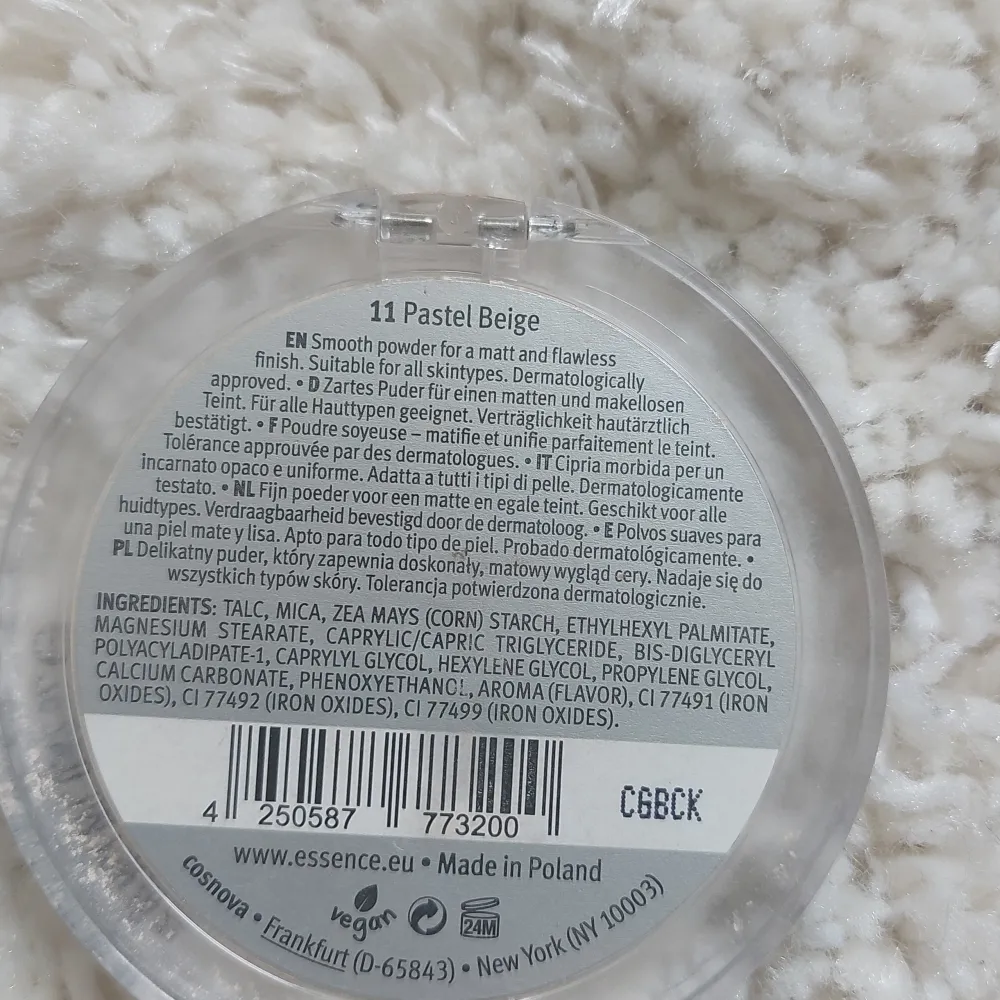 11 Pastel Beige
EN Smooth powder for a matt and flawless
finish. Suitable for all skintypes. Dermatologically
approved. • D Zartes Puder für einen matten und makellosen
Teint. Für alle Hauttypen geeignet. Verträglichkeit hautärztlich
bestätigt. • F Poudre soyeuse – matifie et unifie parfaitement le teint.
Tolérance approuvée par des dermatologues. • IT Cipria morbida per un
incarnato opaco e uniforme. Adatta a tutti i tipi di pelle. Dermatologicamente
testato. • NL Fijn poeder voor een matte en egale teint. Geschikt voor alle
huidtypes. Verdraagbaarheid bevestigd door de dermatoloog. • E Polvos suaves para
una piel mate y lisa. Apto para todo tipo de piel. Probado dermatológicamente. •
PL Delikatny puder, który zapewnia doskonały, matowy wygląd cery. Nadaje się do
wszystkich typów skóry. Tolerancja potwierdzona dermatologicznie.
INGREDIENTS: TALC, MICA, ZEA MAYS (CORN) STARCH, ETHYLHEXYL PALMITATE,
MAGNESIUM STEARATE, CAPRYLIC/CAPRIC TRIGLYCERIDE, BIS-DIGLYCERYL
POLYACYLADIPATE-1, CAPRYLYL GLYCOL, HEXYLENE GLYCOL, PROPYLENE GLYCOL,
CALCIUM CARBONATE, PHENOXYETHANOL, AROMA (FLAVOR), CI 77491 (IRON
OXIDES), CI 77492 (IRON OXIDES), CI 77499 (IRON OXIDES).
4 250587 773200
CGBCK
www.essence.eu • Made in Poland
vegan
24M
cosnova • Frankfurt (D-65843) • New York (NY 10003)